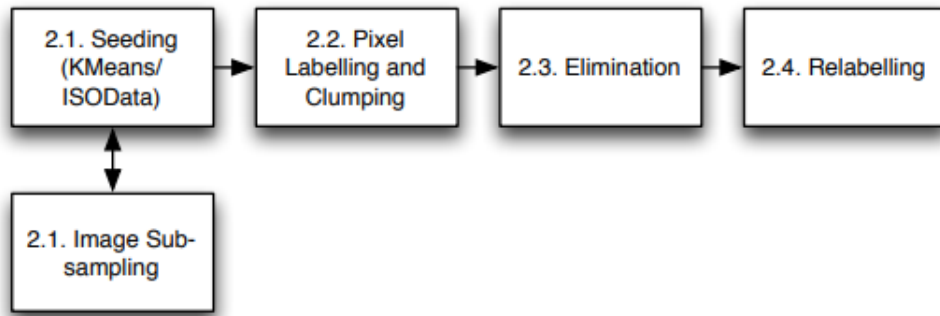 2.1. Seeding
(KMeans/
ISOData)
2.2. Pixel
Labelling and
Clumping
2.3. Elimination
2.4. Relabelling
2.1. Image Sub-
sampling